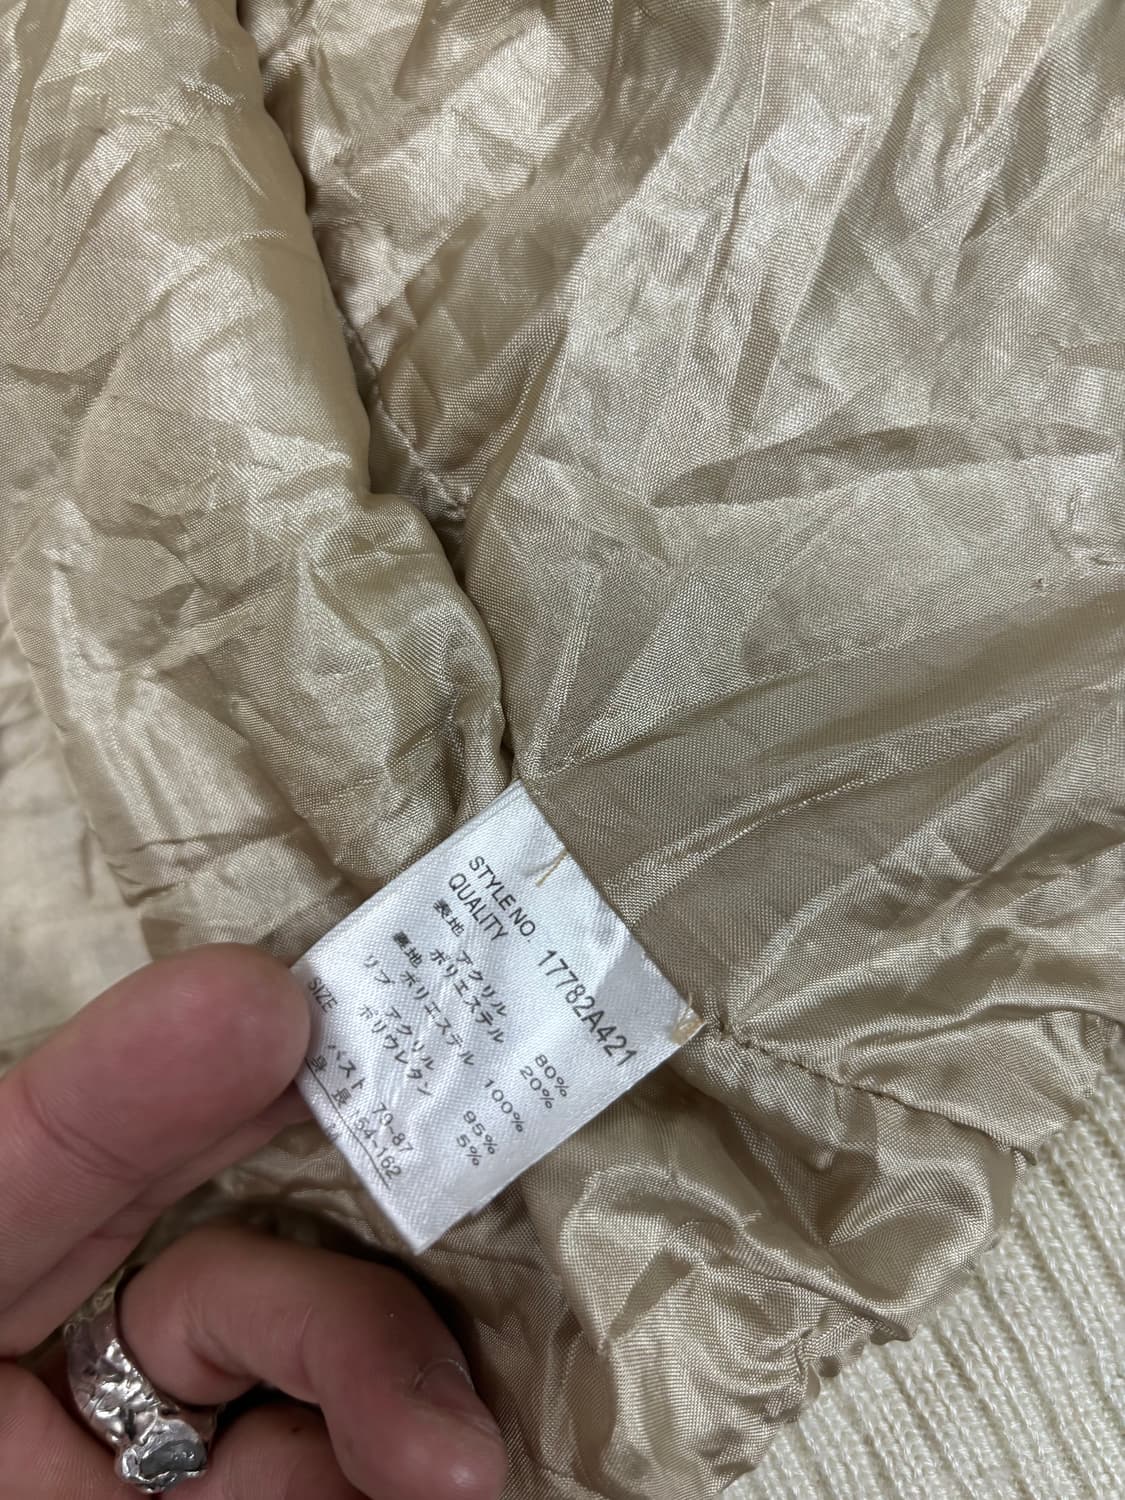 STYLE NO. 17782A421
QUALITY
表地 アクリル 80%
ポリエステル 20%
裏地 ポリエステル 100%
リブ アクリル 95%
ポリウレタン 5%
SIZE
バスト 79-87
身長 154-162